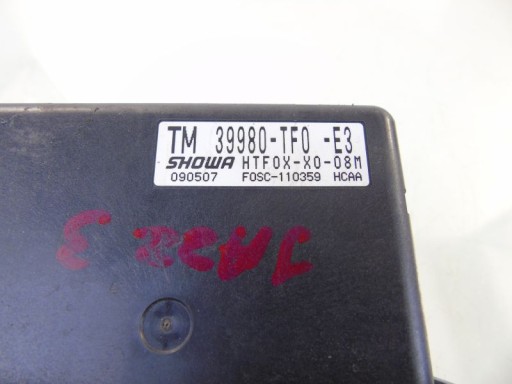 TM 39980-TF0 -E3
SHOWA HTF0X-X0-08M
090507 F0SC-110359 HCAA